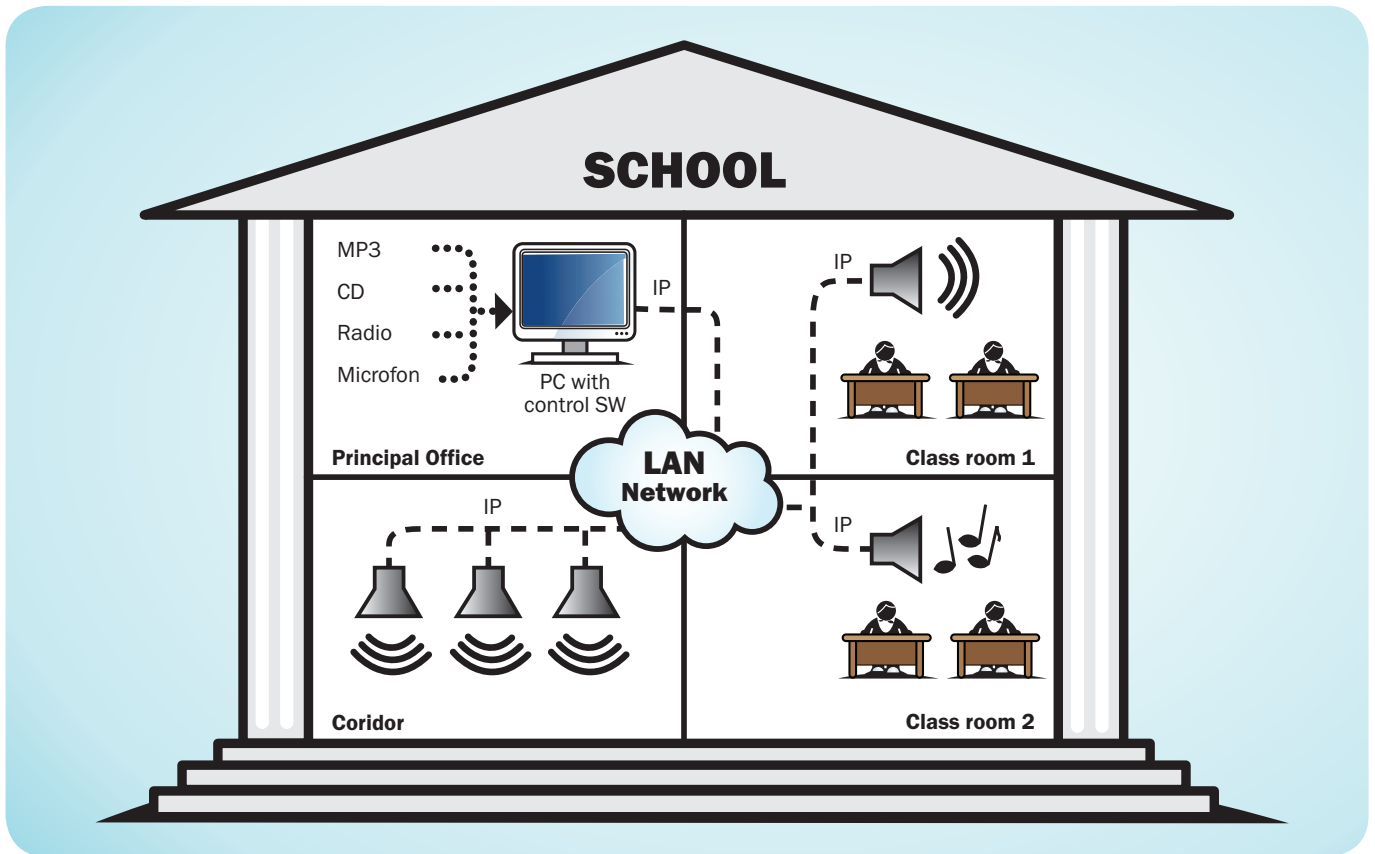 SCHOOL
MP3
CD
Radio
Microfon
IP
PC with
control SW
Principal Office
IP
Class room 1
LAN
Network
IP
Coridor
IP
Class room 2